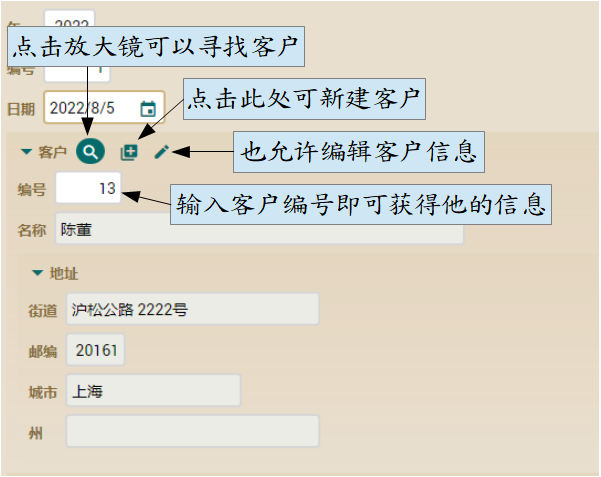 年 2022
点击放大镜可以寻找客户
编号 1
日期 2022/8/5
点击此处可新建客户
客户
也允许编辑客户信息
编号 13
输入客户编号即可获得他的信息
名称 陈董
地址
街道 沪松公路 2222号
邮编 20161
城市 上海
州